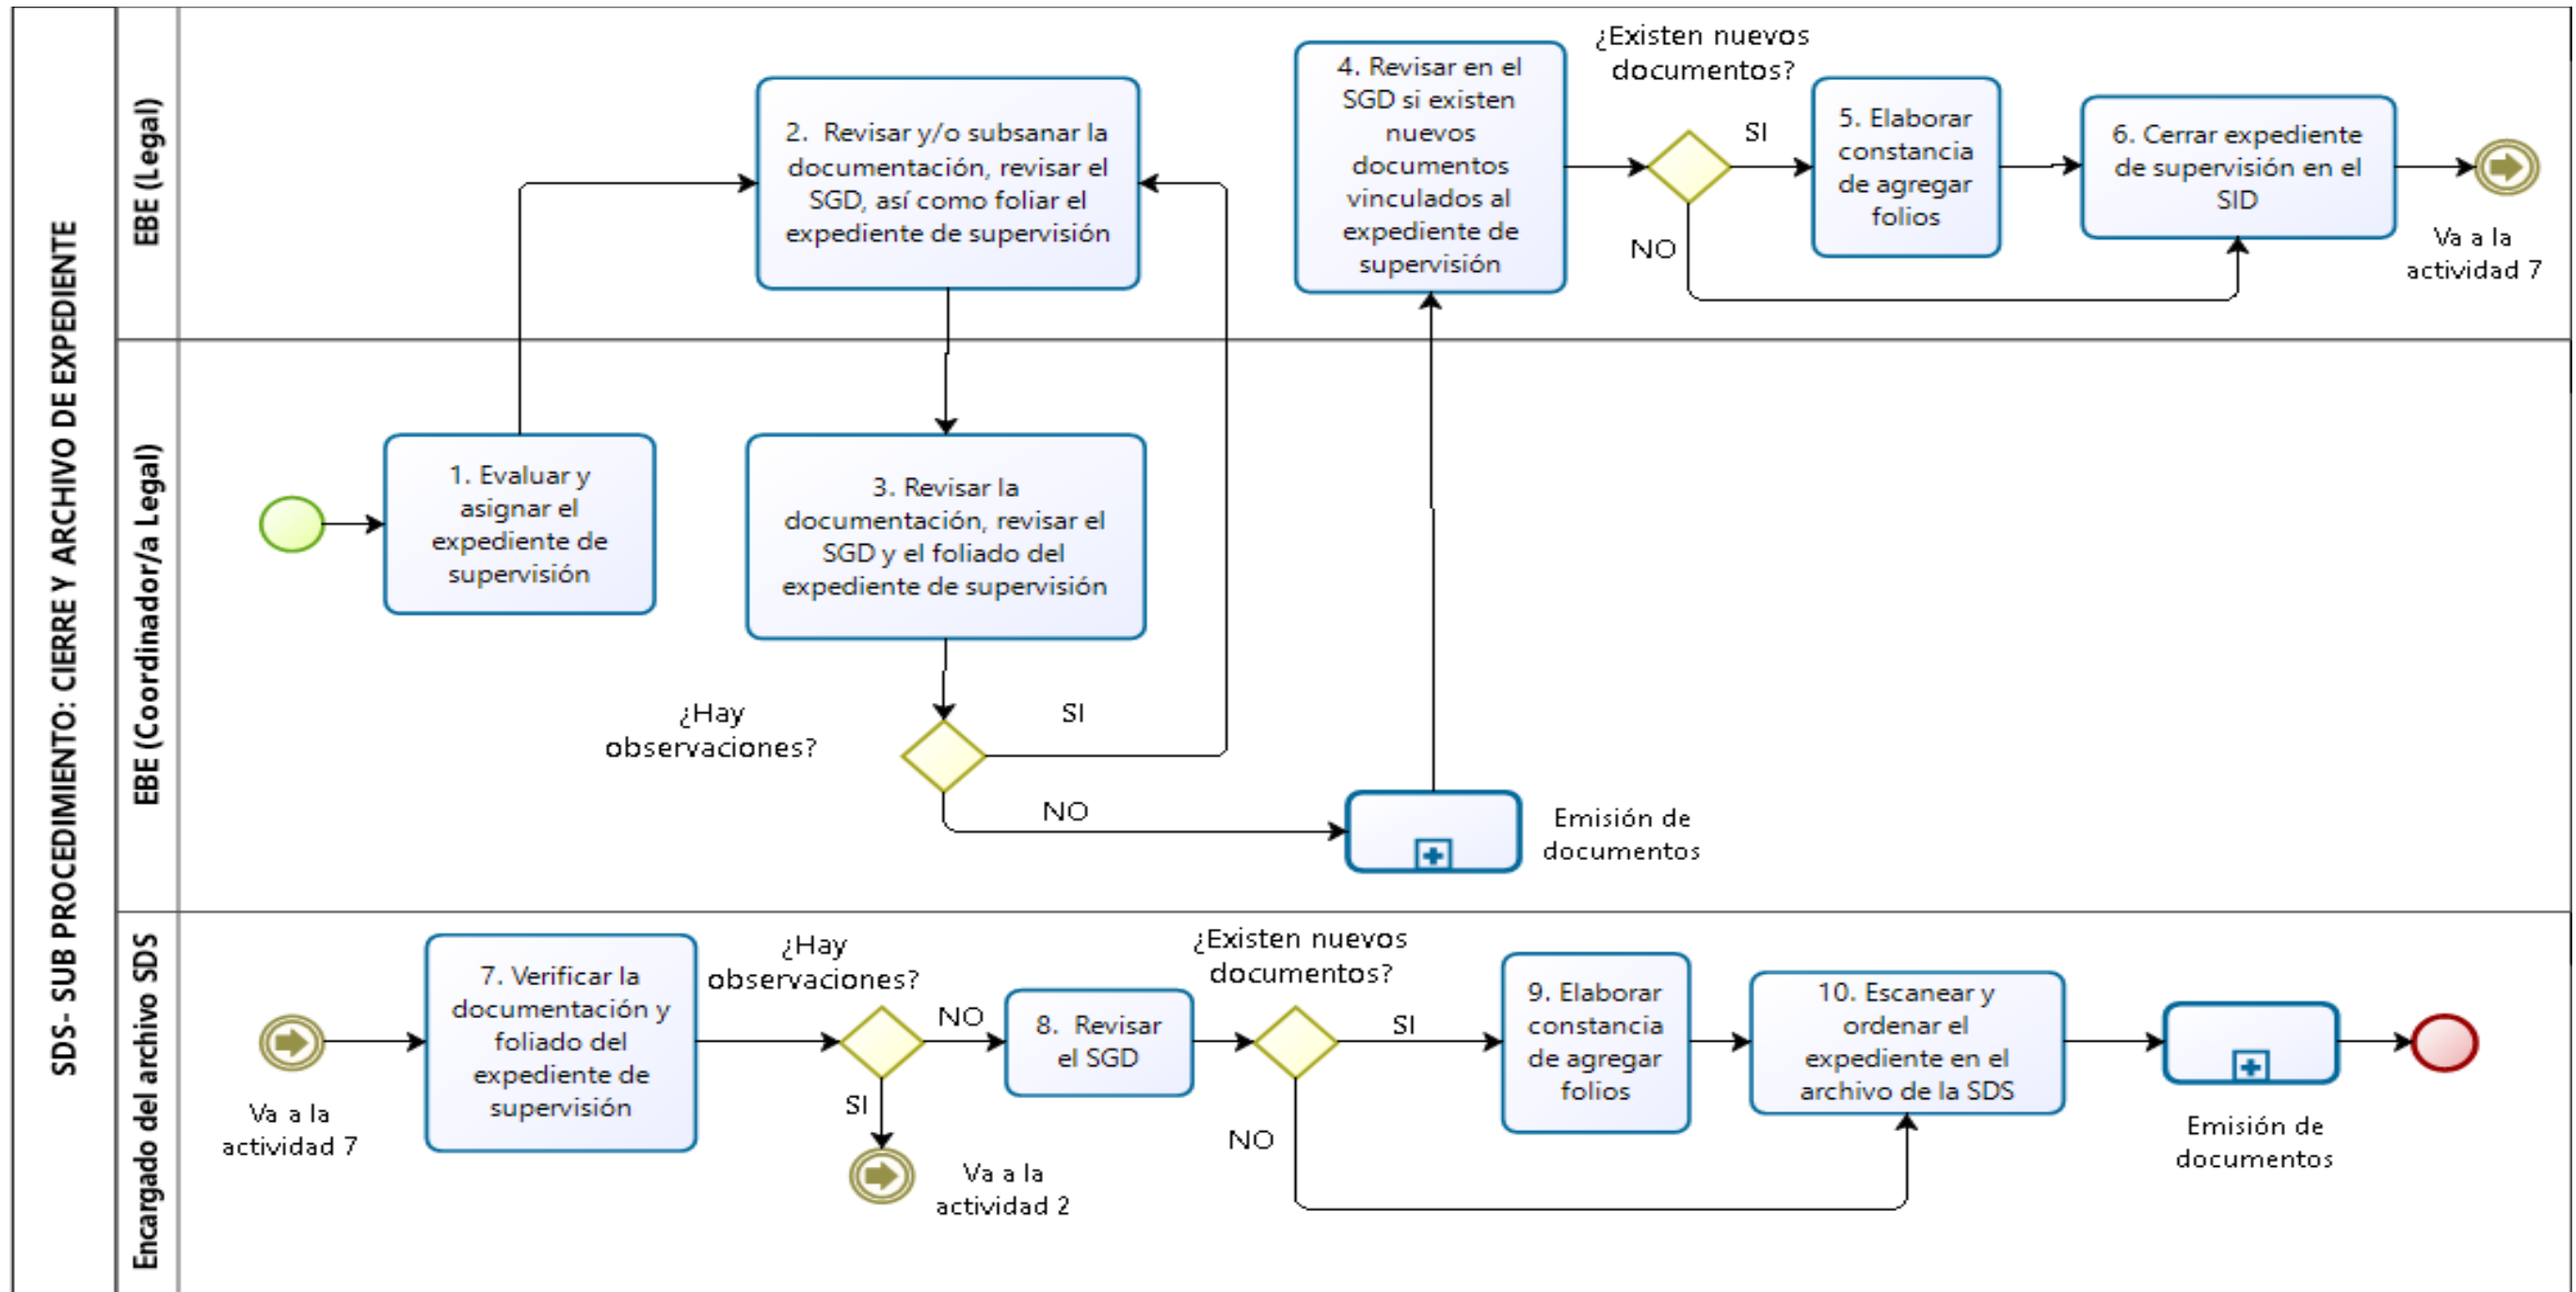 SDS- SUB PROCEDIMIENTO: CIERRE Y ARCHIVO DE EXPEDIENTE
EBE (Legal)
2. Revisar y/o subsanar la
documentación, revisar el
SGD, así como foliar el
expediente de supervisión
4. Revisar en el
SGD si existen
nuevos
documentos
vinculados al
expediente de
supervisión
¿Existen nuevos
documentos?
SI
NO
5. Elaborar
constancia
de agregar
folios
6. Cerrar expediente
de supervisión en el
SID
Va a la
actividad 7
EBE (Coordinador/a Legal)
1. Evaluar y
asignar el
expediente de
supervisión
3. Revisar la
documentación, revisar el
SGD y el foliado del
expediente de supervisión
¿Hay
observaciones?
SI
NO
Emisión de
documentos
Encargado del archivo SDS
Va a la
actividad 7
7. Verificar la
documentación y
foliado del
expediente de
supervisión
¿Hay
observaciones?
NO
SI
Va a la
actividad 2
8. Revisar
el SGD
¿Existen nuevos
documentos?
SI
NO
9. Elaborar
constancia
de agregar
folios
10. Escanear y
ordenar el
expediente en el
archivo de la SDS
Emisión de
documentos